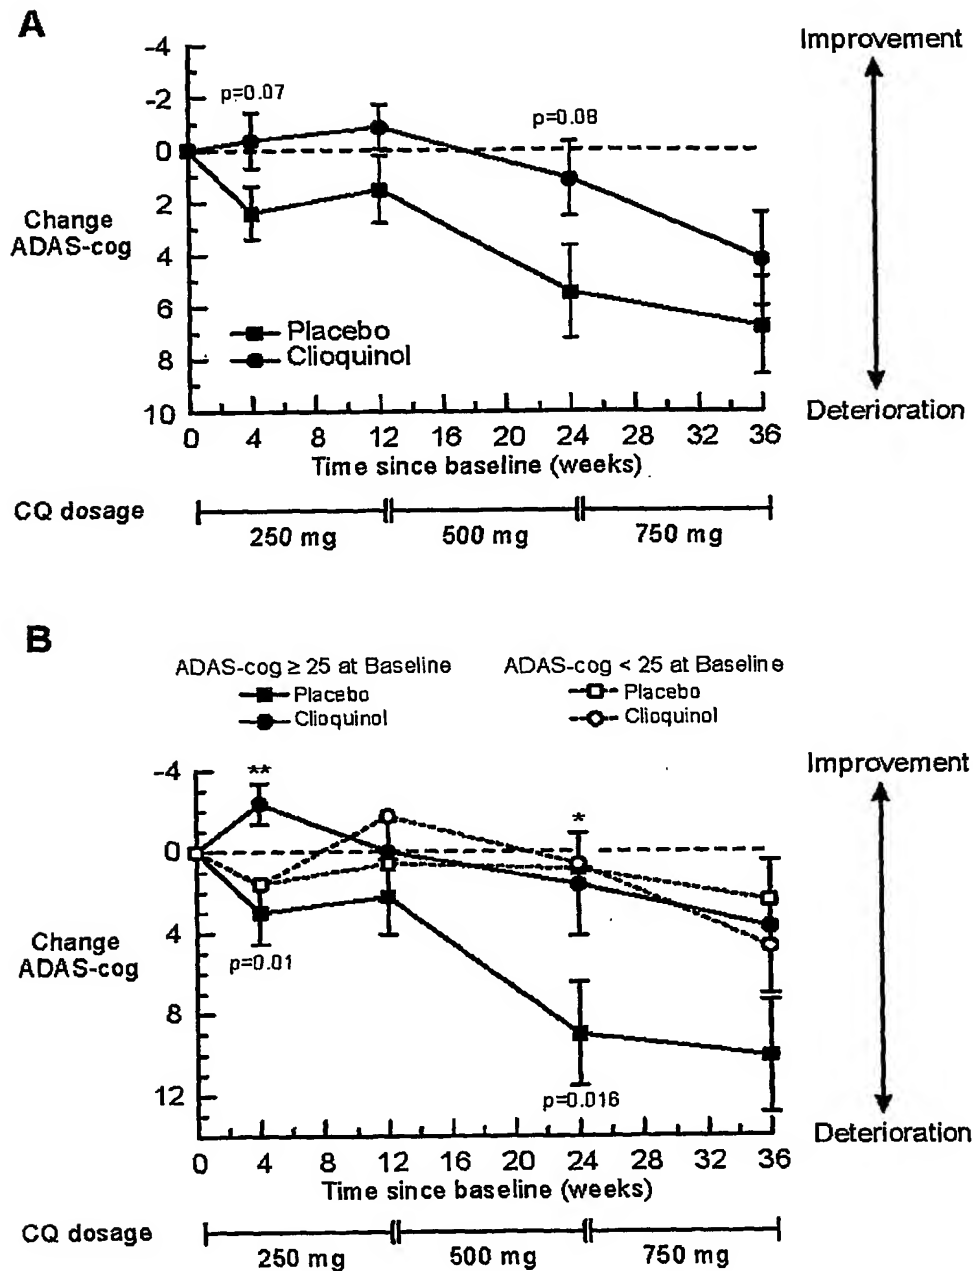 A
Improvement
-4
-2
0
2
4
6
8
10
p=0.07
p=0.08
Change
ADAS-cog
Placebo
Clioquinol
Deterioration
0 4 8 12 16 20 24 28 32 36
Time since baseline (weeks)
CQ dosage
250 mg 500 mg 750 mg
B
ADAS-cog ≥ 25 at Baseline
Placebo
Clioquinol
ADAS-cog < 25 at Baseline
Placebo
Clioquinol
Improvement
-4
0
4
8
12
**
*
Change
ADAS-cog
p=0.01
p=0.016
Deterioration
0 4 8 12 16 20 24 28 32 36
Time since baseline (weeks)
CQ dosage
250 mg 500 mg 750 mg